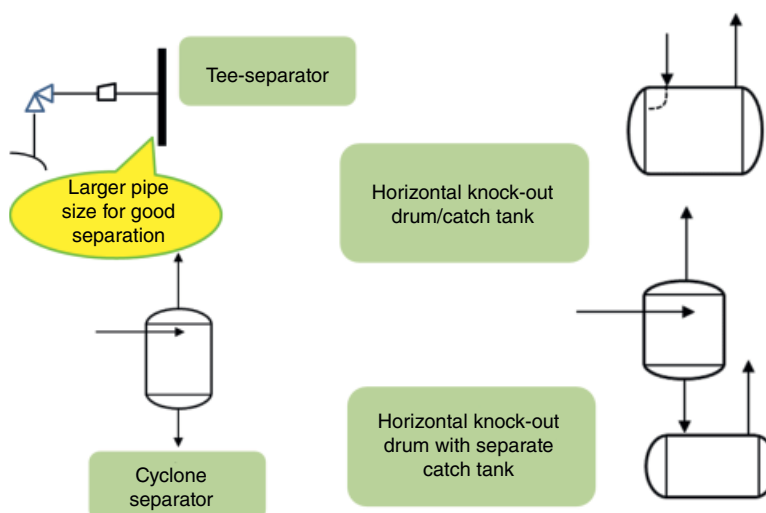 Tee-separator
Larger pipe
size for good
separation
Horizontal knock-out
drum/catch tank
Horizontal knock-out
drum with separate
catch tank
Cyclone
separator